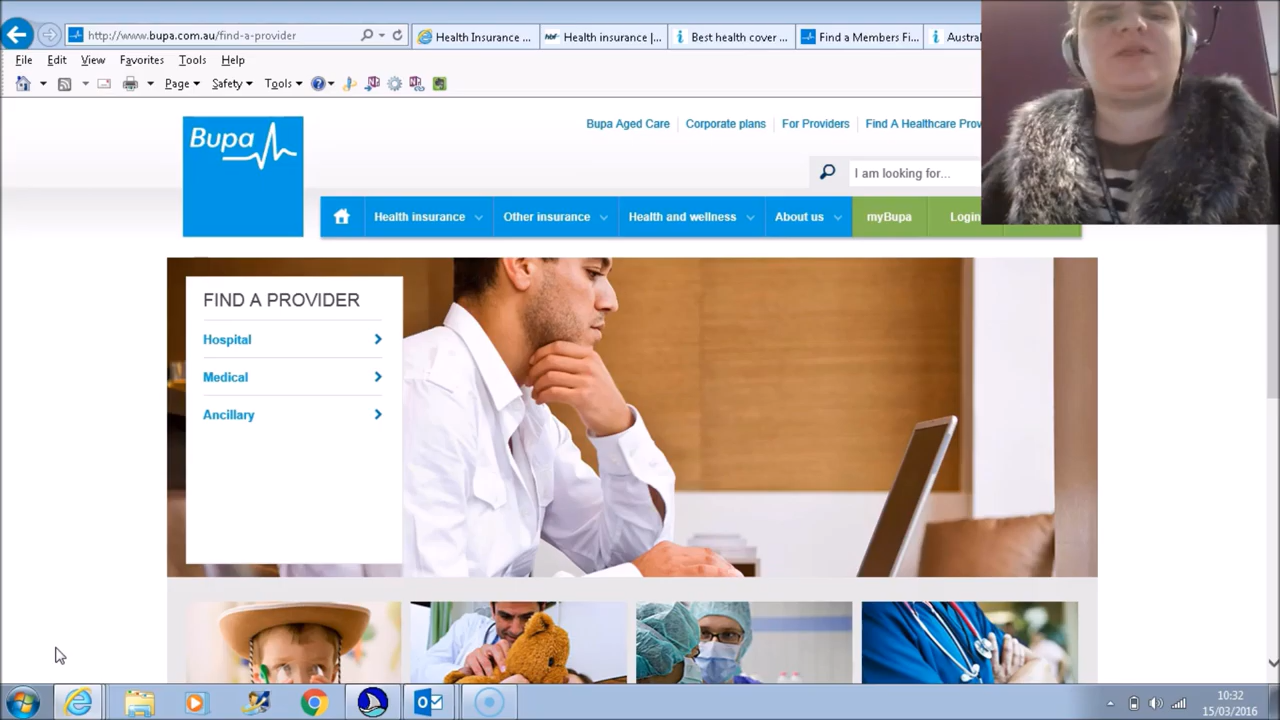 http://www.bupa.com.au/find-a-provider
Health Insurance ...
hbf Health insurance |...
Best health cover ...
Find a Members Fi...
Austral
File Edit View Favorites Tools Help
Page Safety Tools
Bupa
Bupa Aged Care Corporate plans For Providers Find A Healthcare Prov
I am looking for...
Health insurance Other insurance Health and wellness About us myBupa Login
FIND A PROVIDER
Hospital
Medical
Ancillary
10:32
15/03/2016